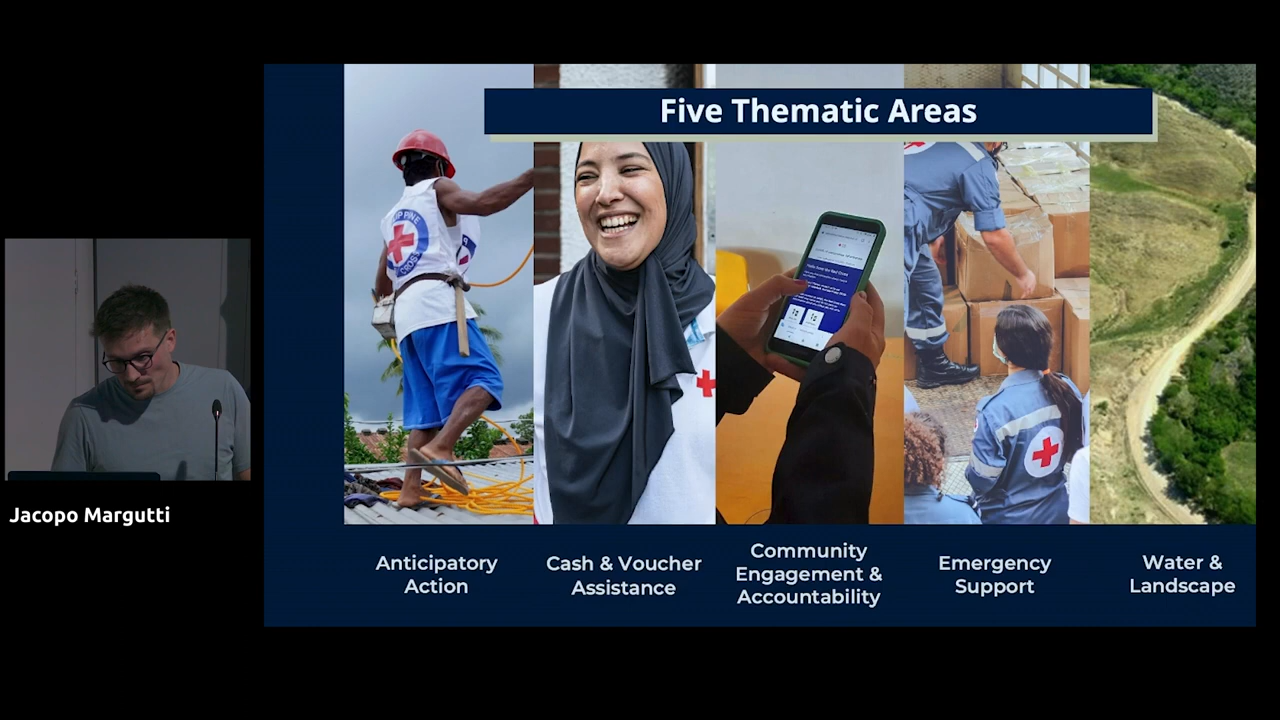 Five Thematic Areas
Jacopo Margutti
Anticipatory
Action
Cash & Voucher
Assistance
Community
Engagement &
Accountability
Emergency
Support
Water &
Landscape